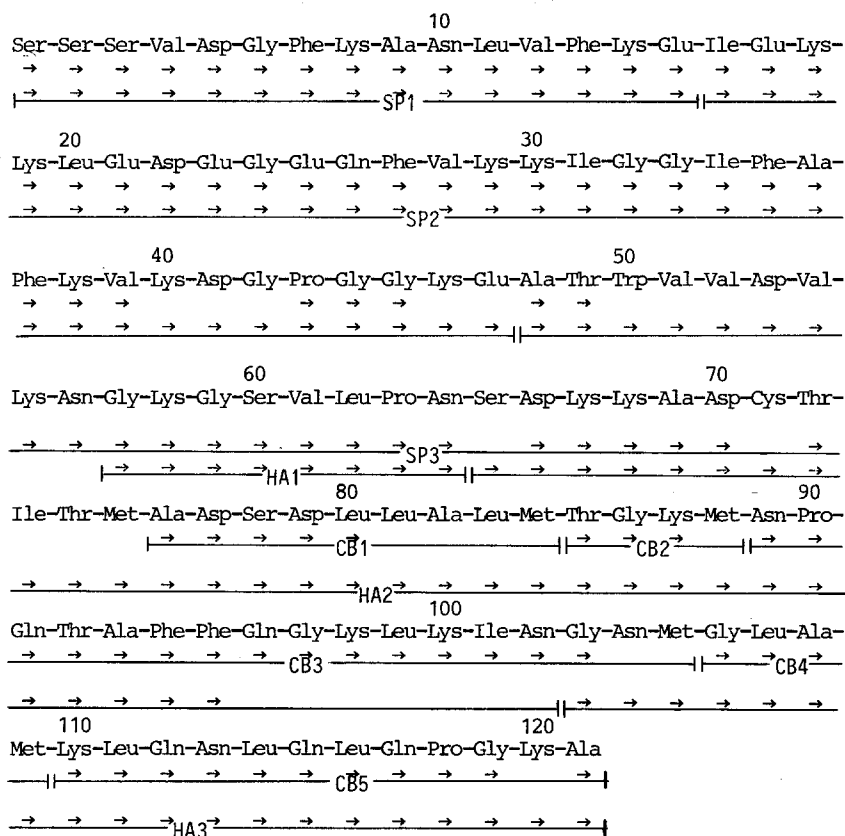 10
Ser-Ser-Ser-Val-Asp-Gly-Phe-Lys-Ala-Asn-Leu-Val-Phe-Lys-Glu-Ile-Glu-Lys-
SP1
20 30
Lys-Leu-Glu-Asp-Glu-Gly-Glu-Gln-Phe-Val-Lys-Lys-Ile-Gly-Gly-Ile-Phe-Ala-
SP2
40 50
Phe-Lys-Val-Lys-Asp-Gly-Pro-Gly-Gly-Lys-Glu-Ala-Thr-Trp-Val-Val-Asp-Val-
60 70
Lys-Asn-Gly-Lys-Gly-Ser-Val-Leu-Pro-Asn-Ser-Asp-Lys-Lys-Ala-Asp-Cys-Thr-
SP3
HA1
80 90
Ile-Thr-Met-Ala-Asp-Ser-Asp-Leu-Leu-Ala-Leu-Met-Thr-Gly-Lys-Met-Asn-Pro-
CB1 CB2
HA2
100
Gln-Thr-Ala-Phe-Phe-Gln-Gly-Lys-Leu-Lys-Ile-Asn-Gly-Asn-Met-Gly-Leu-Ala-
CB3 CB4
110 120
Met-Lys-Leu-Gln-Asn-Leu-Gln-Leu-Gln-Pro-Gly-Lys-Ala
CB5
HA3